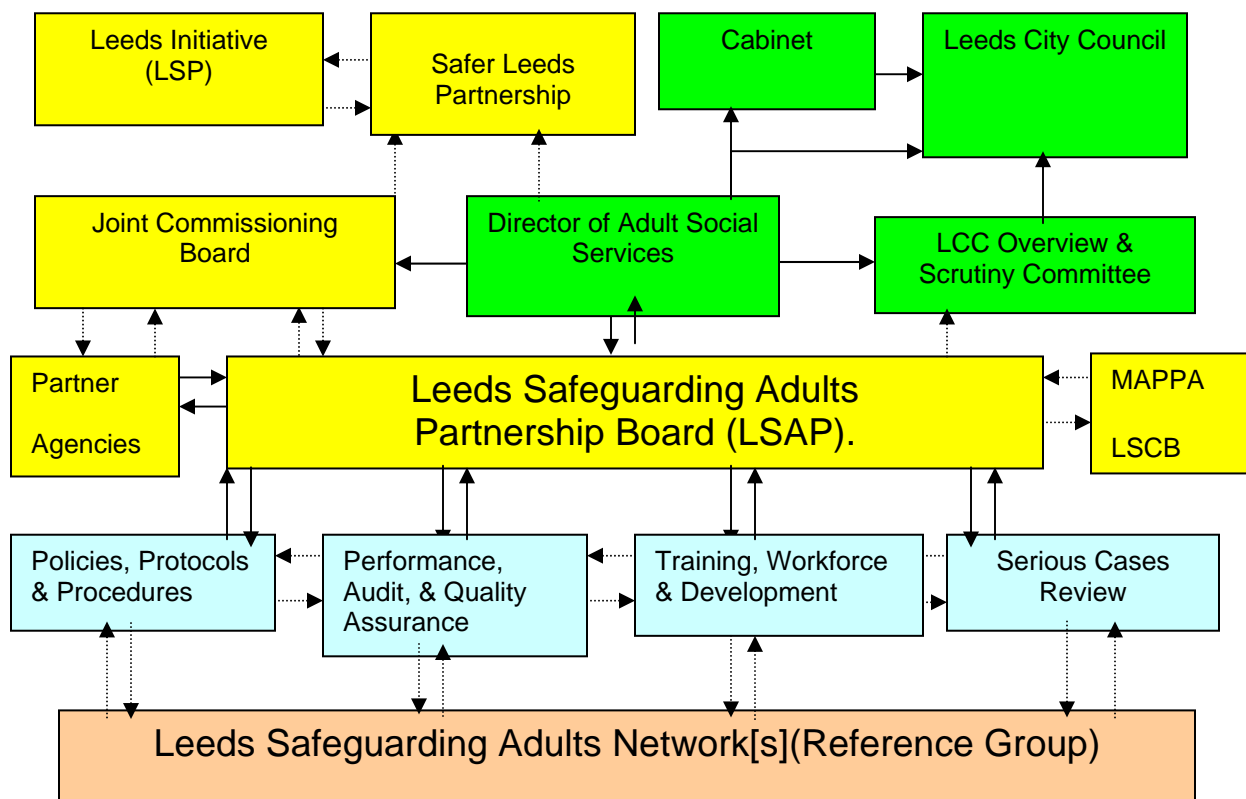 Leeds Initiative
(LSP)
Safer Leeds
Partnership
Cabinet
Leeds City Council
Joint Commissioning
Board
Director of Adult Social
Services
LCC Overview &
Scrutiny Committee
Partner
Agencies
Leeds Safeguarding Adults
Partnership Board (LSAP).
MAPPA
LSCB
Policies, Protocols
& Procedures
Performance,
Audit, & Quality
Assurance
Training, Workforce
& Development
Serious Cases
Review
Leeds Safeguarding Adults Network[s](Reference Group)